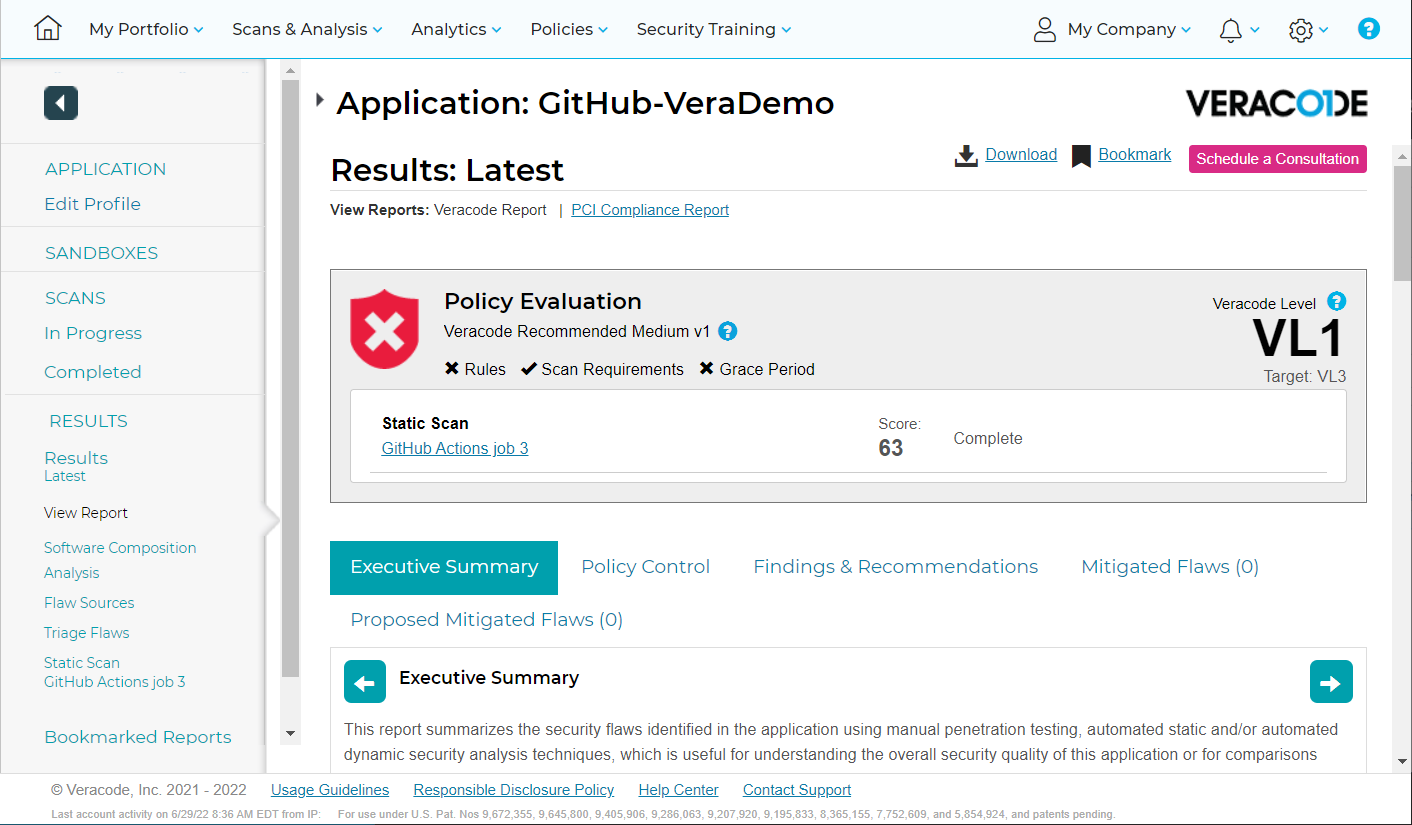 My Portfolio Scans & Analysis Analytics Policies Security Training My Company ?
APPLICATION
Edit Profile
SANDBOXES
SCANS
In Progress
Completed
RESULTS
Results
Latest
View Report
Software Composition
Analysis
Flaw Sources
Triage Flaws
Static Scan
GitHub Actions job 3
Bookmarked Reports
Application: GitHub-VeraDemo
VERACODE
Results: Latest
Download Bookmark Schedule a Consultation
View Reports: Veracode Report | PCI Compliance Report
Policy Evaluation
Veracode Recommended Medium v1 ?
Rules Scan Requirements Grace Period
Veracode Level ?
VL1
Target: VL3
Static Scan
GitHub Actions job 3
Score:
63
Complete
Executive Summary Policy Control Findings & Recommendations Mitigated Flaws (0)
Proposed Mitigated Flaws (0)
Executive Summary
This report summarizes the security flaws identified in the application using manual penetration testing, automated static and/or automated
dynamic security analysis techniques, which is useful for understanding the overall security quality of this application or for comparisons
© Veracode, Inc. 2021 - 2022 Usage Guidelines Responsible Disclosure Policy Help Center Contact Support
Last account activity on 6/29/22 8:36 AM EDT from IP: For use under U.S. Pat. Nos 9,672,355, 9,645,800, 9,405,906, 9,286,063, 9,207,920, 9,195,833, 8,365,155, 7,752,609, and 5,854,924, and patents pending.